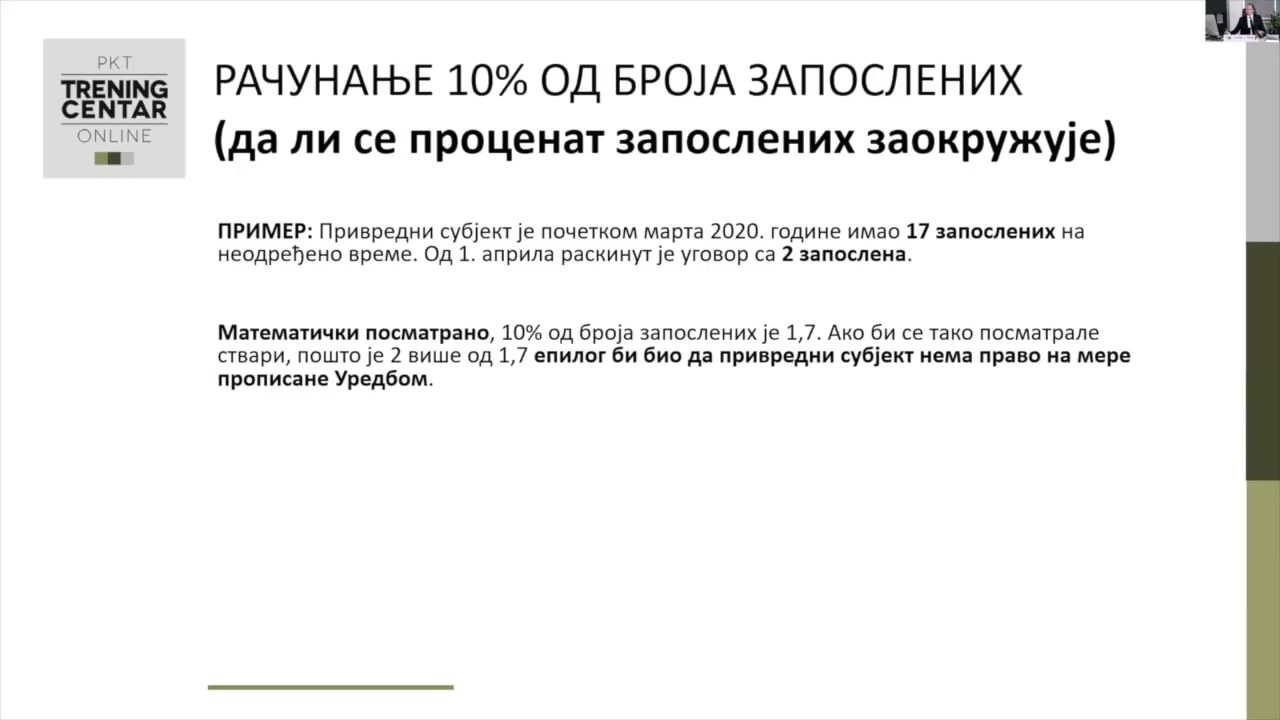 PKT
TRENING
CENTAR
ONLINE
РАЧУНАЊЕ 10% ОД БРОЈА ЗАПОСЛЕНИХ
(да ли се проценат запослених заокружује)
ПРИМЕР: Привредни субјект је почетком марта 2020. године имао 17 запослених на
неодређено време. Од 1. априла раскинут је уговор са 2 запослена.
Математички посматрано, 10% од броја запослених је 1,7. Ако би се тако посматрале
ствари, пошто је 2 више од 1,7 епилог би био да привредни субјект нема право на мере
прописане Уредбом.